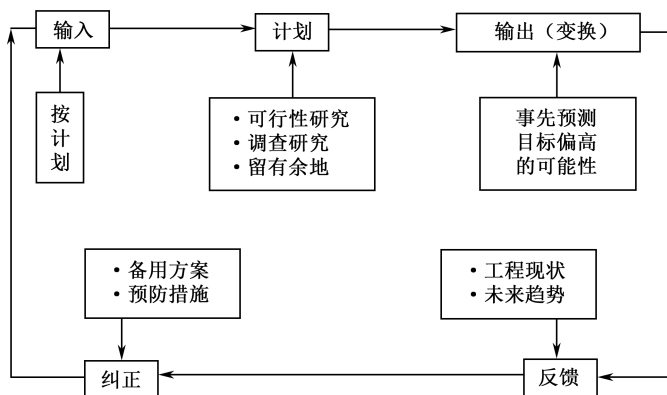 输入
计划
输出（变换）
按
计
划
• 可行性研究
• 调查研究
• 留有余地
事先预测
目标偏高
的可能性
• 备用方案
• 预防措施
• 工程现状
• 未来趋势
纠正
反馈